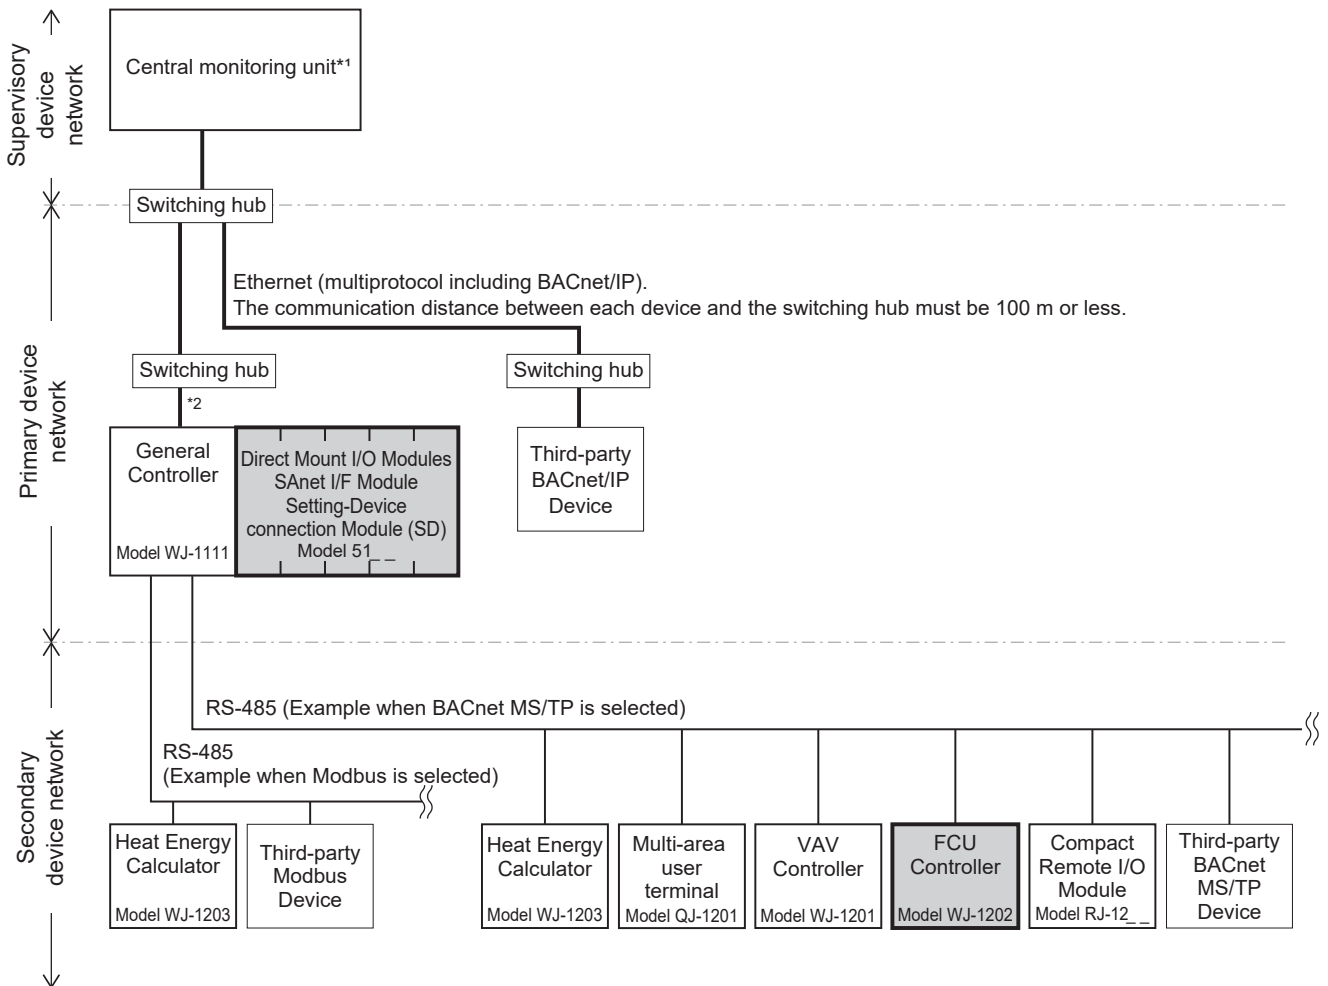 Supervisory
device
network
Central monitoring unit*¹
Switching hub
Primary device
network
Ethernet (multiprotocol including BACnet/IP).
The communication distance between each device and the switching hub must be 100 m or less.
Switching hub
*2
Switching hub
General
Controller
Model WJ-1111
Direct Mount I/O Modules
SAnet I/F Module
Setting-Device
connection Module (SD)
Model 51_ _
Third-party
BACnet/IP
Device
Secondary
device network
RS-485 (Example when BACnet MS/TP is selected)
RS-485
(Example when Modbus is selected)
Heat Energy
Calculator
Model WJ-1203
Third-party
Modbus
Device
Heat Energy
Calculator
Model WJ-1203
Multi-area
user
terminal
Model QJ-1201
VAV
Controller
Model WJ-1201
FCU
Controller
Model WJ-1202
Compact
Remote I/O
Module
Model RJ-12_ _
Third-party
BACnet
MS/TP
Device